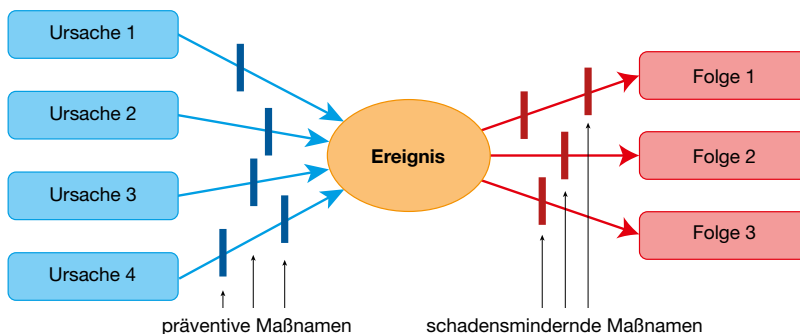 Ursache 1
Ursache 2
Ursache 3
Ursache 4
Ereignis
Folge 1
Folge 2
Folge 3
präventive Maßnamen
schadensmindernde Maßnamen